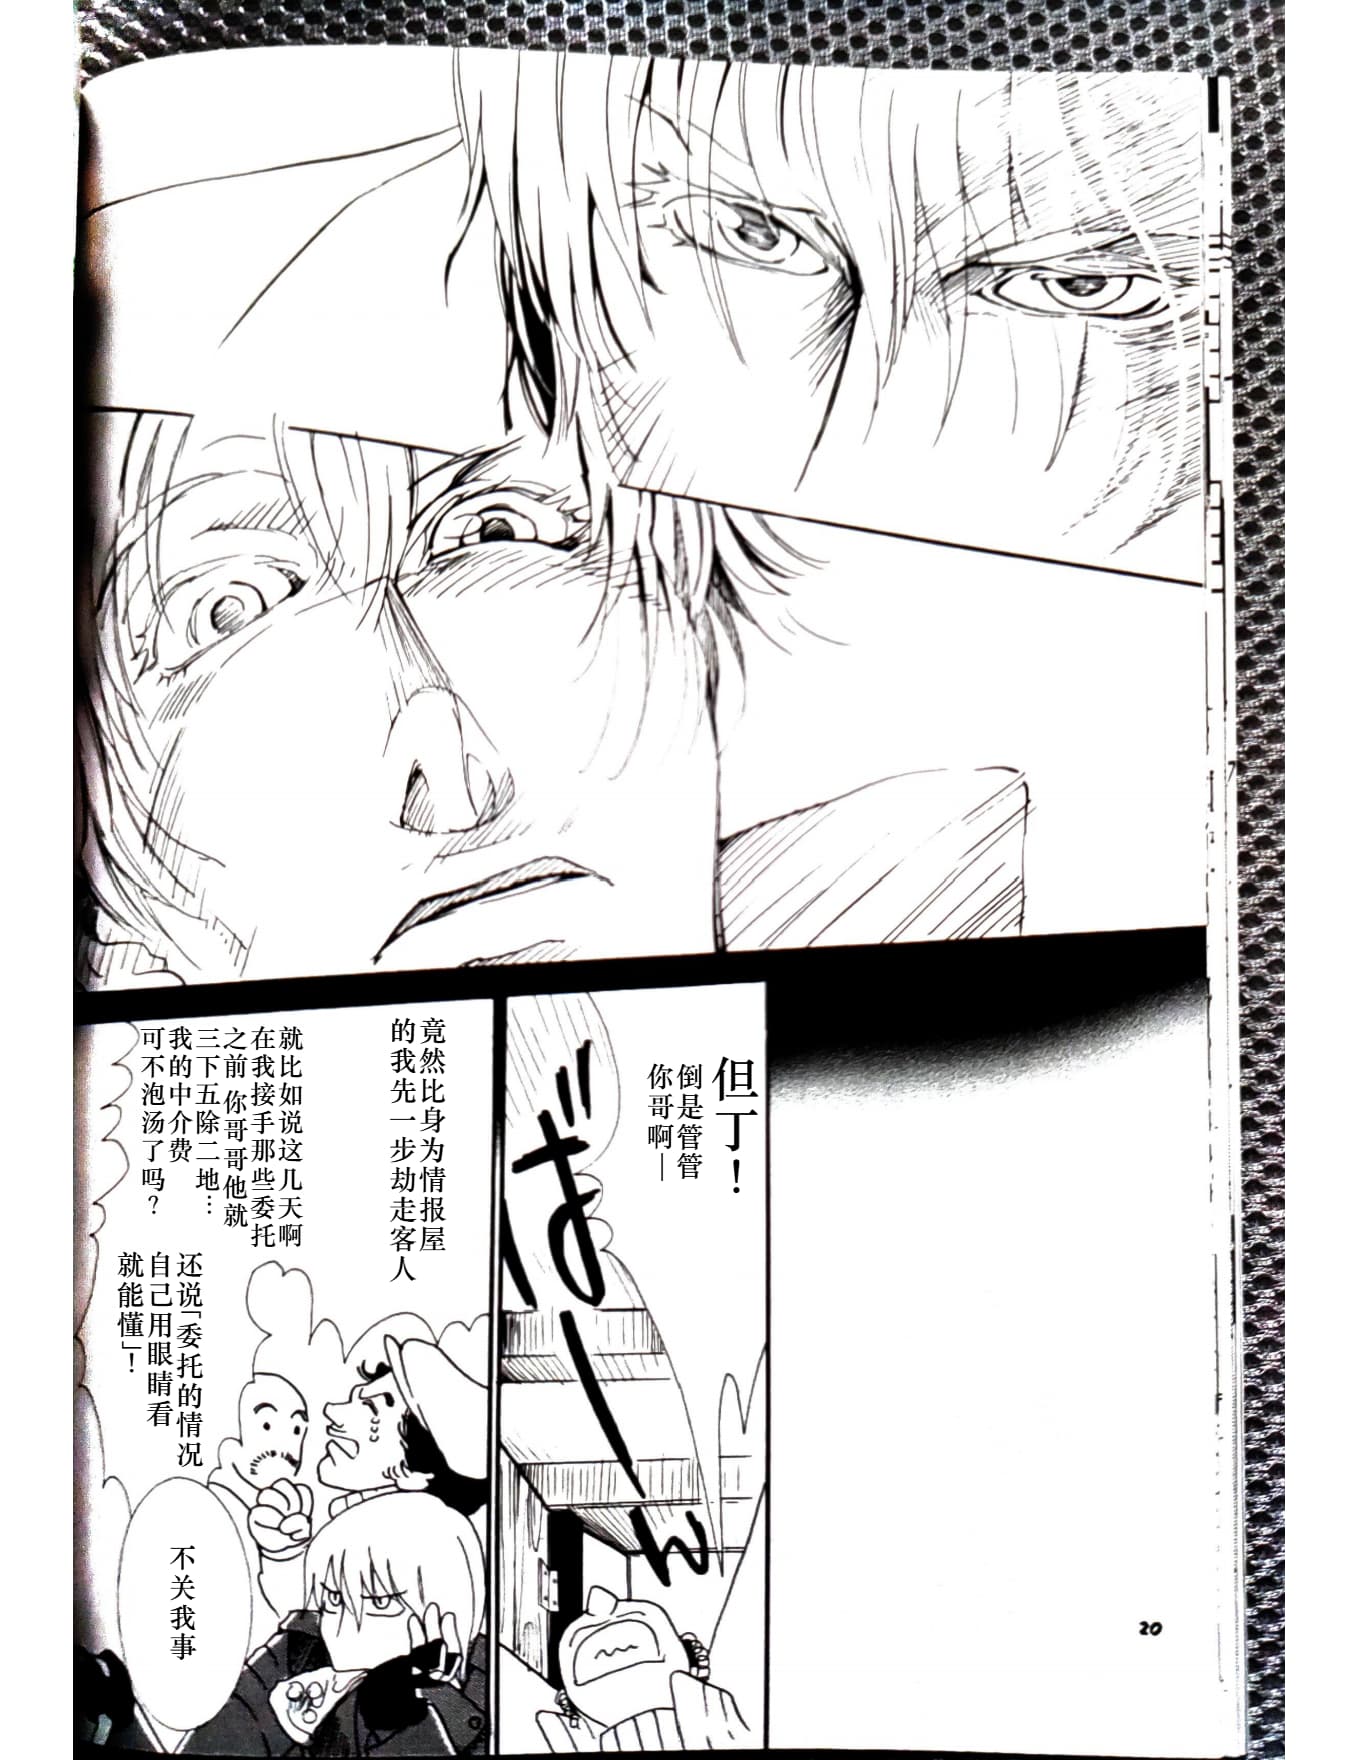 但丁！
倒是管管
你哥啊—
ば
ーん
竟然比身为情报屋
的我先一步劫走客人
就比如说这几天啊
在我接手那些委托
之前 你哥哥他就
三下五除二地…
我的中介费
可不泡汤了吗？
还说「委托的情况
自己用眼睛看
就能懂」！
不关我事
20